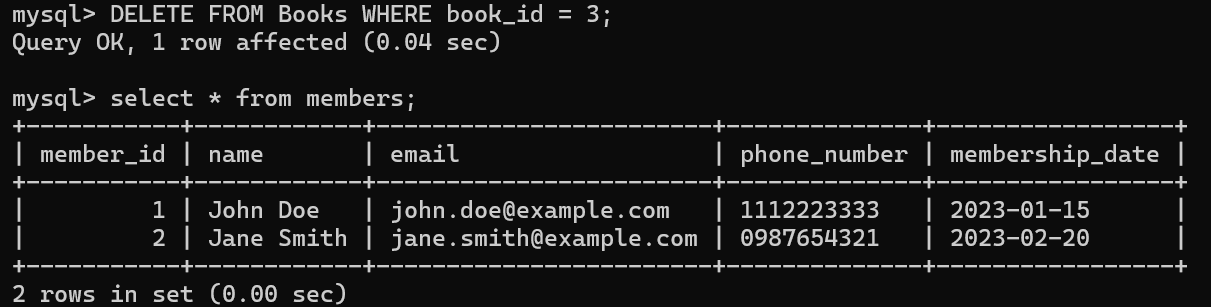 mysql> DELETE FROM Books WHERE book_id = 3;
Query OK, 1 row affected (0.04 sec)

mysql> select * from members;
+-----------+------------+------------------------+--------------+-----------------+
| member_id | name       | email                  | phone_number | membership_date |
+-----------+------------+------------------------+--------------+-----------------+
|         1 | John Doe   | john.doe@example.com   | 1112223333   | 2023-01-15      |
|         2 | Jane Smith | jane.smith@example.com | 0987654321   | 2023-02-20      |
+-----------+------------+------------------------+--------------+-----------------+
2 rows in set (0.00 sec)